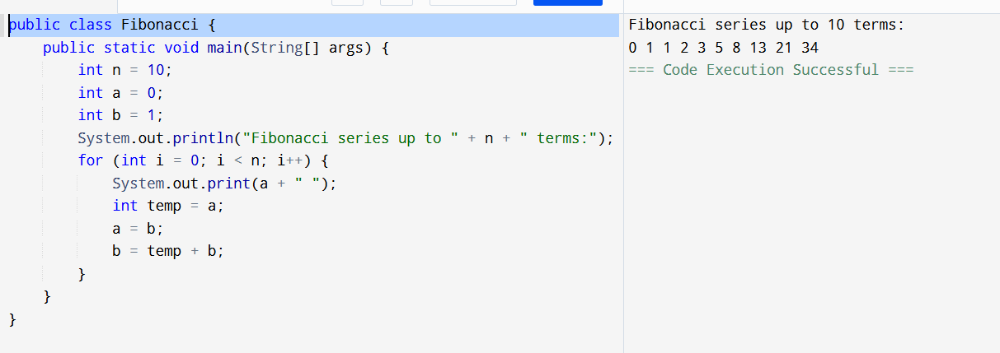 public class Fibonacci {
    public static void main(String[] args) {
        int n = 10;
        int a = 0;
        int b = 1;
        System.out.println("Fibonacci series up to " + n + " terms:");
        for (int i = 0; i < n; i++) {
            System.out.print(a + " ");
            int temp = a;
            a = b;
            b = temp + b;
        }
    }
}
Fibonacci series up to 10 terms:
0 1 1 2 3 5 8 13 21 34
=== Code Execution Successful ===